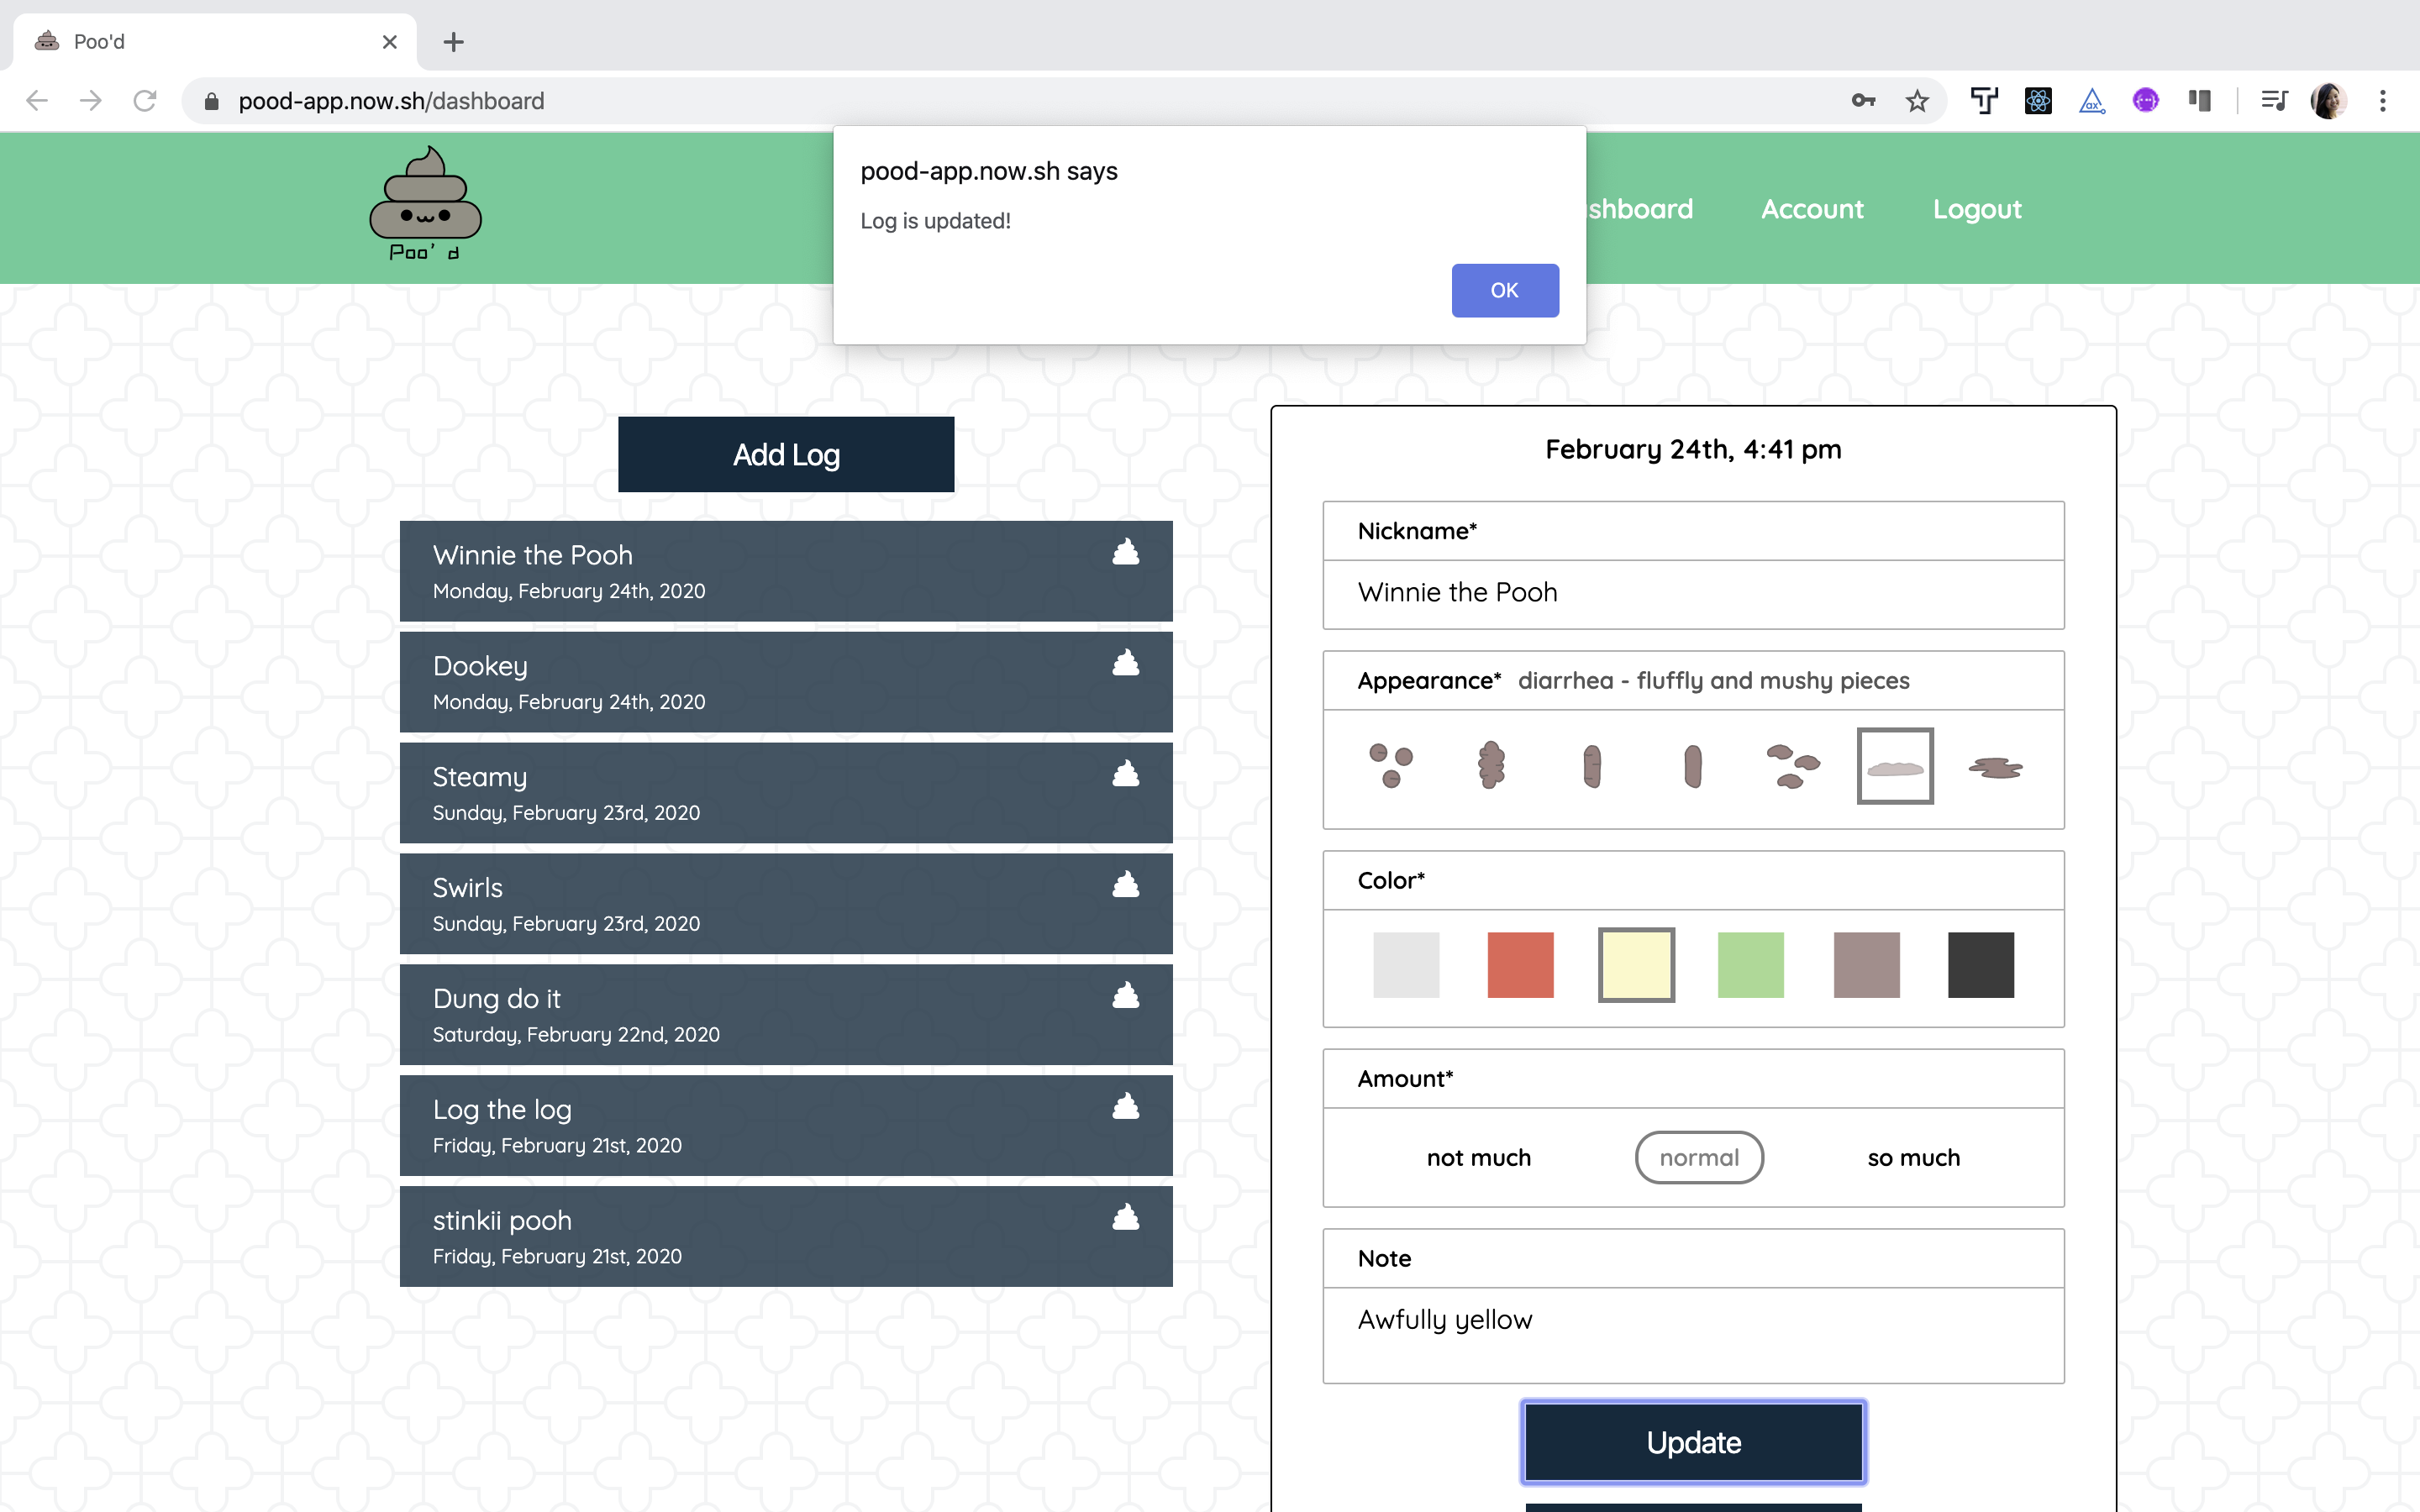 Poo'd
pood-app.now.sh/dashboard
Poo'd
pood-app.now.sh says
Log is updated!
OK
shboard
Account
Logout
Add Log
Winnie the Pooh
Monday, February 24th, 2020
Dookey
Monday, February 24th, 2020
Steamy
Sunday, February 23rd, 2020
Swirls
Sunday, February 23rd, 2020
Dung do it
Saturday, February 22nd, 2020
Log the log
Friday, February 21st, 2020
stinkii pooh
Friday, February 21st, 2020
February 24th, 4:41 pm
Nickname*
Winnie the Pooh
Appearance* diarrhea - fluffly and mushy pieces
Color*
Amount*
not much normal so much
Note
Awfully yellow
Update